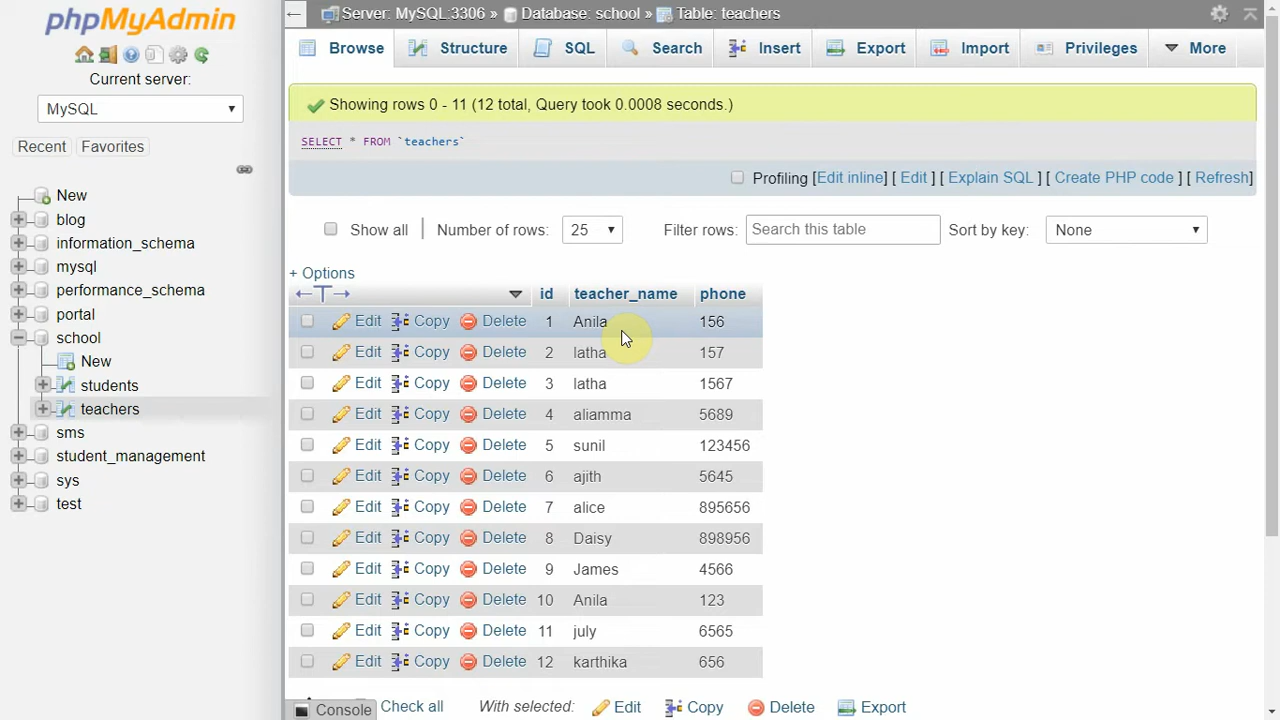 phpMyAdmin
Current server:
MySQL
Recent Favorites
New
blog
information_schema
mysql
performance_schema
portal
school
New
students
teachers
sms
student_management
sys
test
Server: MySQL:3306 » Database: school » Table: teachers
Browse Structure SQL Search Insert Export Import Privileges More
Showing rows 0 - 11 (12 total, Query took 0.0008 seconds.)
SELECT * FROM `teachers`
Profiling [Edit inline] [ Edit ] [ Explain SQL ] [ Create PHP code ] [ Refresh]
Show all | Number of rows: 25 Filter rows: Search this table Sort by key: None
+ Options
←T→ id teacher_name phone
Edit Copy Delete 1 Anila 156
Edit Copy Delete 2 latha 157
Edit Copy Delete 3 latha 1567
Edit Copy Delete 4 aliamma 5689
Edit Copy Delete 5 sunil 123456
Edit Copy Delete 6 ajith 5645
Edit Copy Delete 7 alice 895656
Edit Copy Delete 8 Daisy 898956
Edit Copy Delete 9 James 4566
Edit Copy Delete 10 Anila 123
Edit Copy Delete 11 july 6565
Edit Copy Delete 12 karthika 656
Check all With selected: Edit Copy Delete Export
Console